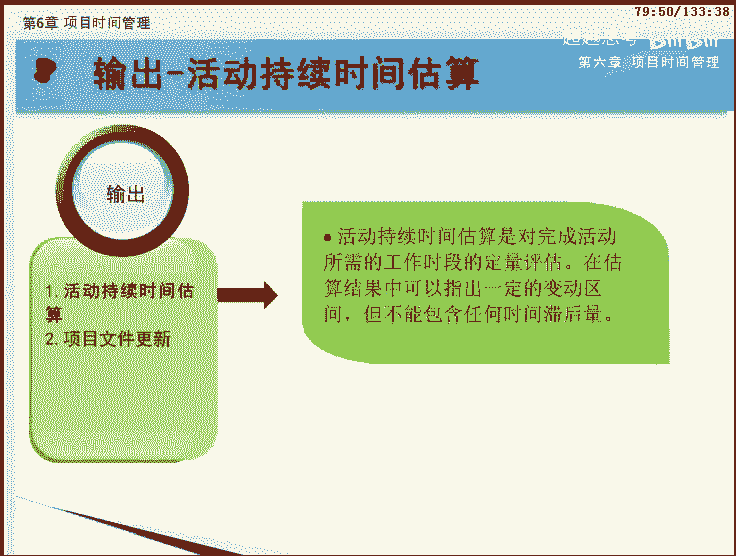 第6章 项目时间管理
79:50/133:38
输出-活动持续时间估算
第六章 项目时间管理
输出
1.活动持续时间估
算
2.项目文件更新
●活动持续时间估算是对完成活动
所需的工作时段的定量评估。在估
算结果中可以指出一定的变动区
间，但不能包含任何时间滞后量。